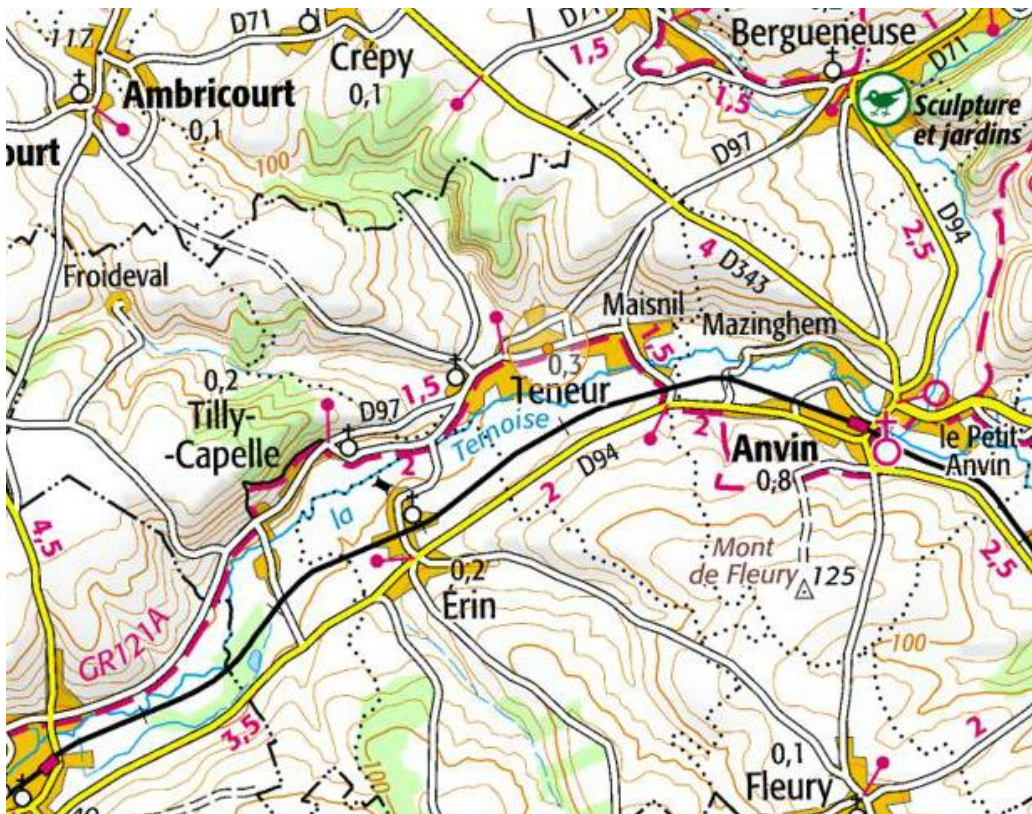 D71
Crépy
0,1
1,5
Bergueneuse
D71
117
Ambricourt
0,1
1,5
Sculpture
et jardins
ourt
100
D97
D94
2,5
4
D343
Froideval
Maisnil
Mazinghem
1,5
0,3
Teneur
0,2
Tilly-
-Capelle
1,5
D97
2
Ternoise
la
2
Anvin
0,8
le Petit
Anvin
D94
2
4,5
Mont
de Fleury
125
2,5
0,2
Érin
GR121A
100
3,5
100
0,1
Fleury
2